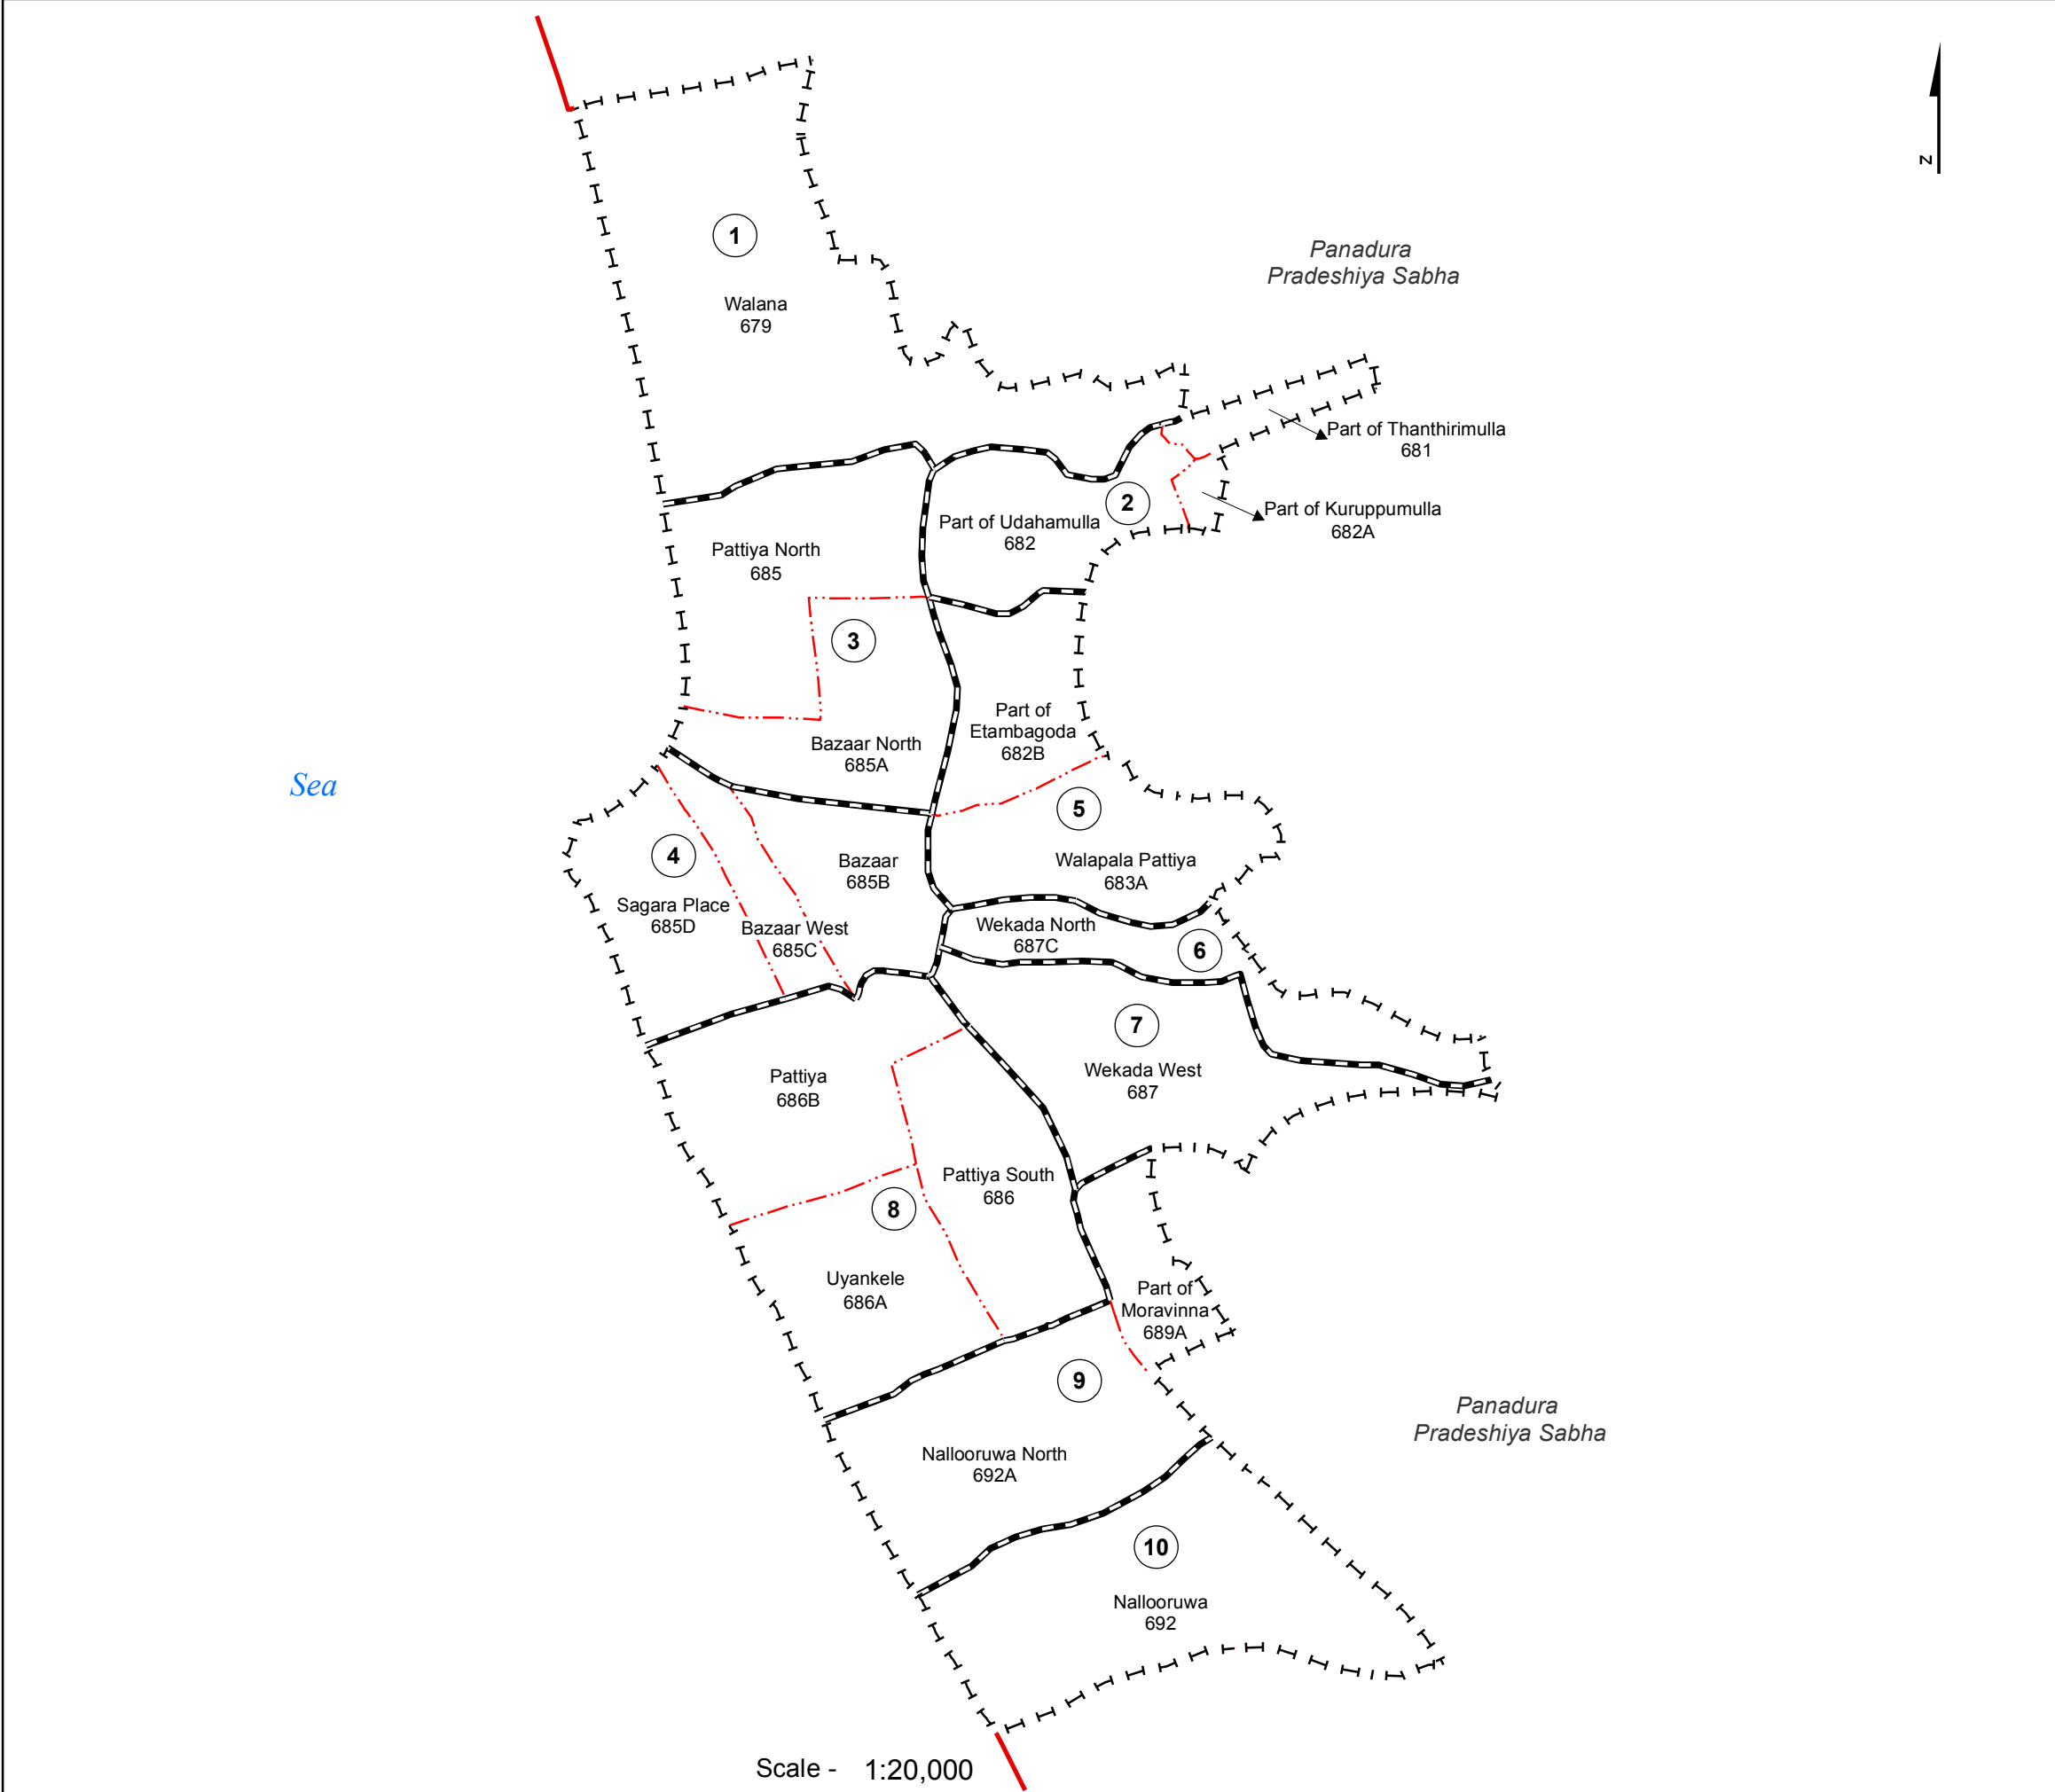 N
1
Panadura
Pradeshiya Sabha
Walana
679
Part of Thanthirimulla
681
2
Part of Kuruppumulla
682A
Part of Udahamulla
682
Pattiya North
685
3
Part of
Etambagoda
682B
Bazaar North
685A
Sea
5
4
Bazaar
685B
Walapala Pattiya
683A
Sagara Place
685D
Bazaar West
685C
Wekada North
687C
6
7
Wekada West
687
Pattiya
686B
Pattiya South
686
8
Uyankele
686A
Part of
Moravinna
689A
9
Panadura
Pradeshiya Sabha
Nallooruwa North
692A
10
Nallooruwa
692
Scale - 1:20,000